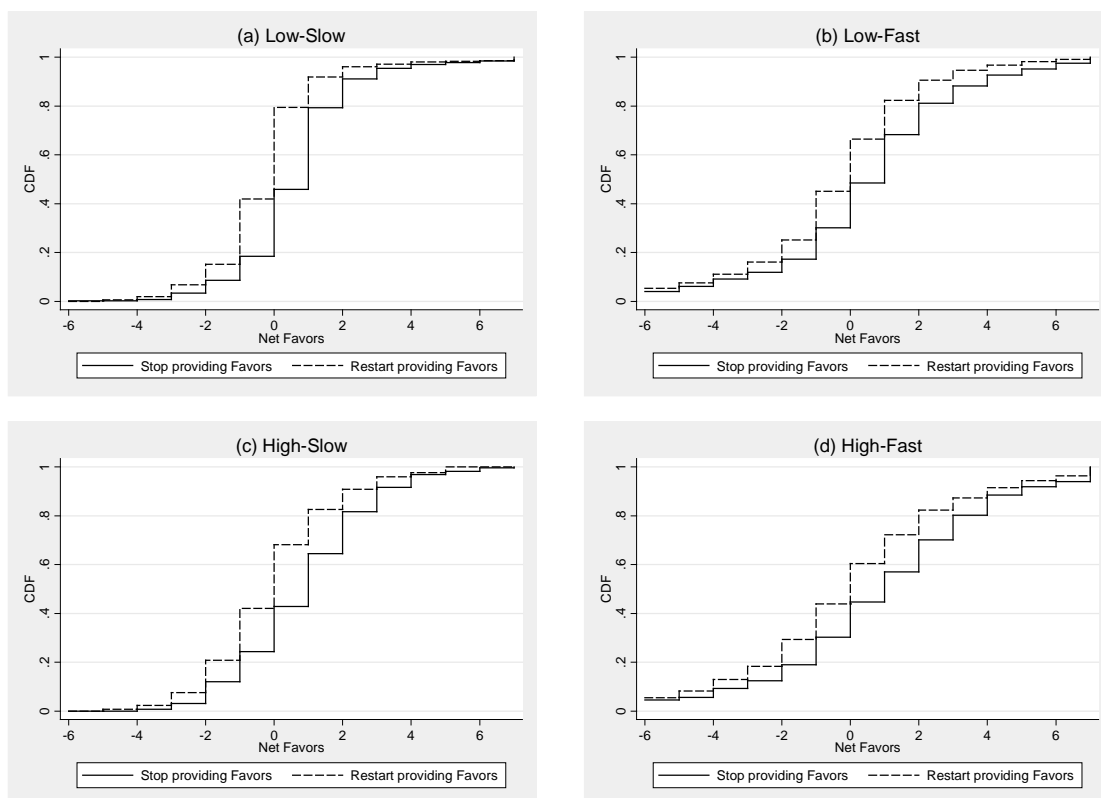 (a) Low-Slow
CDF
0 .2 .4 .6 .8 1
-6 -4 -2 0 2 4 6
Net Favors
Stop providing Favors Restart providing Favors
(b) Low-Fast
CDF
0 .2 .4 .6 .8 1
-6 -4 -2 0 2 4 6
Net Favors
Stop providing Favors Restart providing Favors
(c) High-Slow
CDF
0 .2 .4 .6 .8 1
-6 -4 -2 0 2 4 6
Net Favors
Stop providing Favors Restart providing Favors
(d) High-Fast
CDF
0 .2 .4 .6 .8 1
-6 -4 -2 0 2 4 6
Net Favors
Stop providing Favors Restart providing Favors